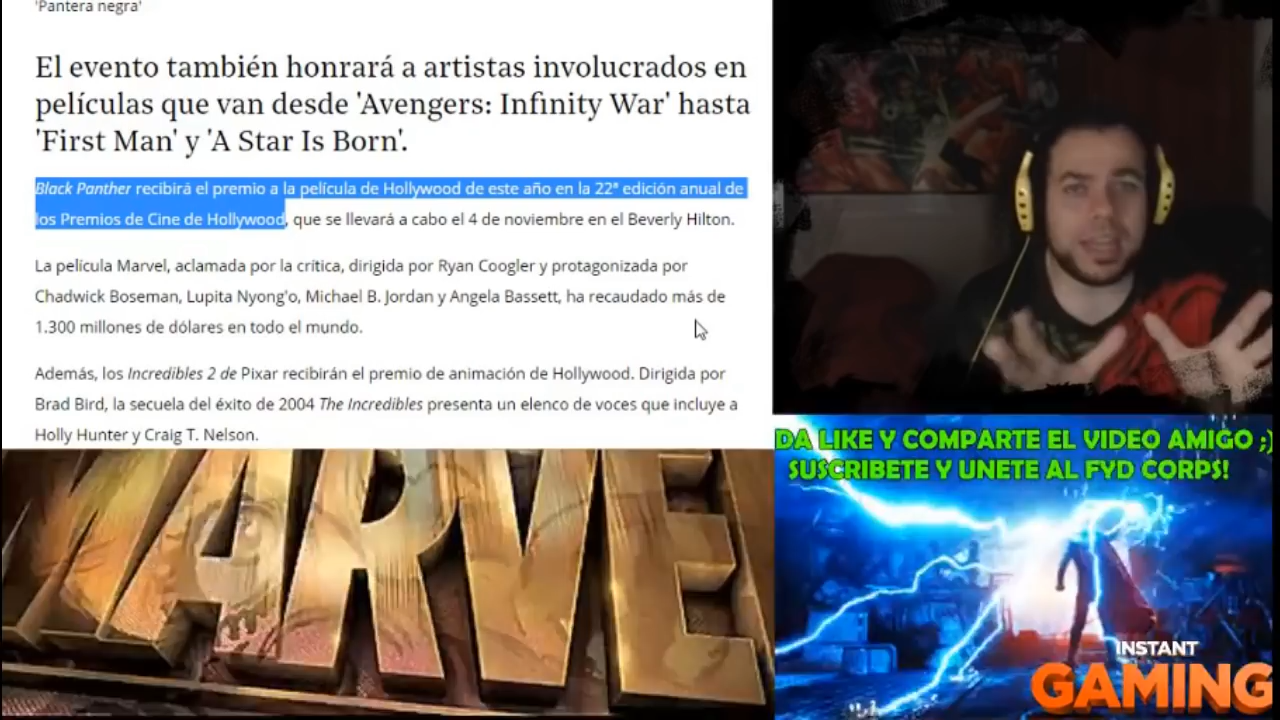 'Pantera negra'
El evento también honrará a artistas involucrados en
películas que van desde 'Avengers: Infinity War' hasta
'First Man' y 'A Star Is Born'.
Black Panther recibirá el premio a la película de Hollywood de este año en la 22ª edición anual de
los Premios de Cine de Hollywood, que se llevará a cabo el 4 de noviembre en el Beverly Hilton.
La película Marvel, aclamada por la crítica, dirigida por Ryan Coogler y protagonizada por
Chadwick Boseman, Lupita Nyong'o, Michael B. Jordan y Angela Bassett, ha recaudado más de
1.300 millones de dólares en todo el mundo.
Además, los Incredibles 2 de Pixar recibirán el premio de animación de Hollywood. Dirigida por
Brad Bird, la secuela del éxito de 2004 The Incredibles presenta un elenco de voces que incluye a
Holly Hunter y Craig T. Nelson.
MARVE
DA LIKE Y COMPARTE EL VIDEO AMIGO ;)
SUSCRIBETE Y UNETE AL FYD CORPS!
INSTANT
GAMING